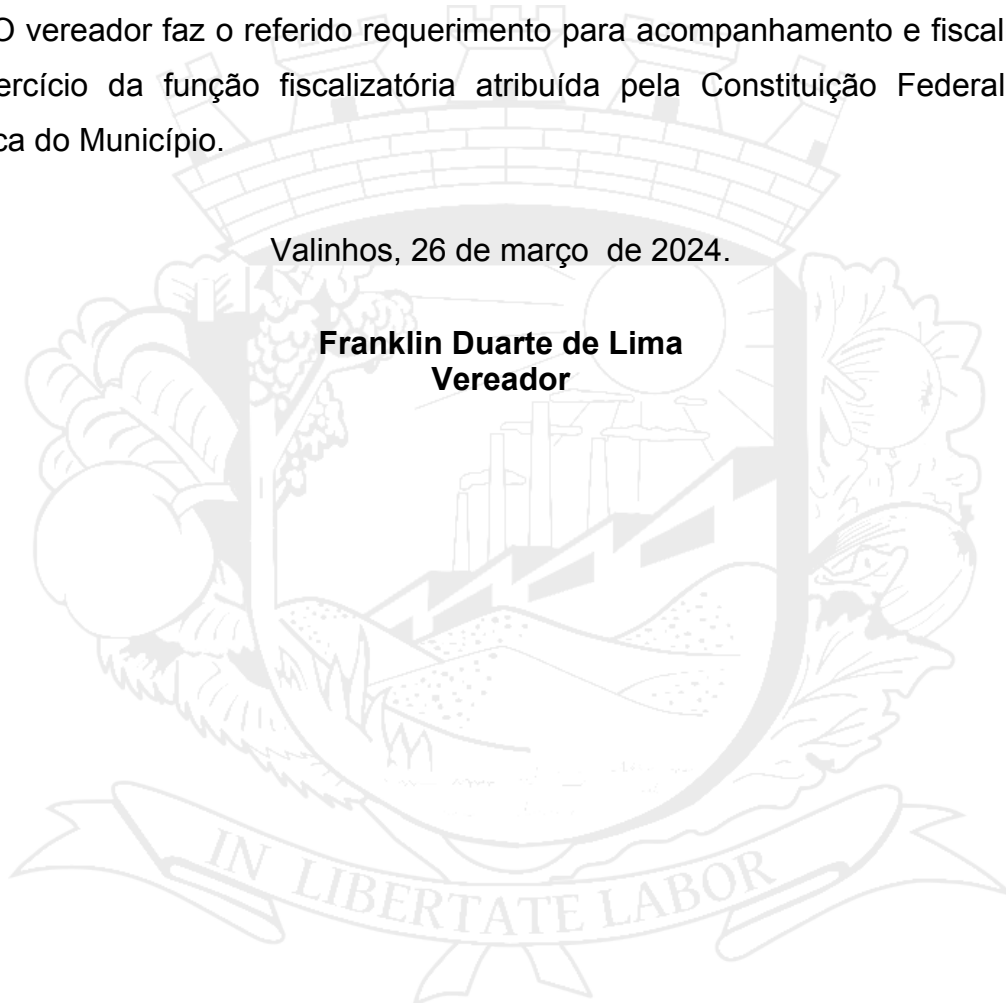 O vereador faz o referido requerimento para acompanhamento e fiscal
ercício da função fiscalizatória atribuída pela Constituição Federal
ca do Município.
Valinhos, 26 de março de 2024.
Franklin Duarte de Lima
Vereador
IN LIBERTATE LABOR